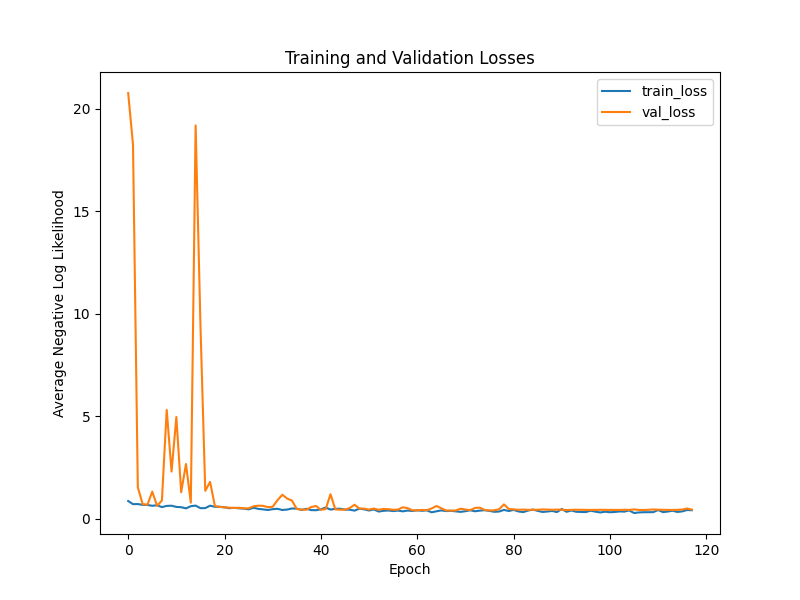 Training and Validation Losses
train_loss
val_loss
Average Negative Log Likelihood
20
15
10
5
0
0 20 40 60 80 100 120
Epoch